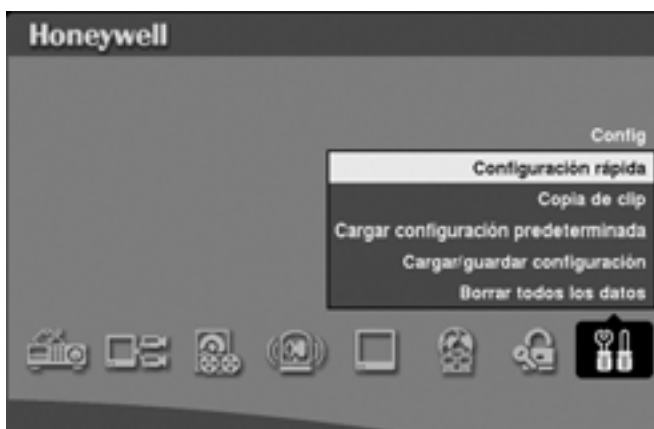 Honeywell
Config
Configuración rápida
Copia de clip
Cargar configuración predeterminada
Cargar/guardar configuración
Borrar todos los datos